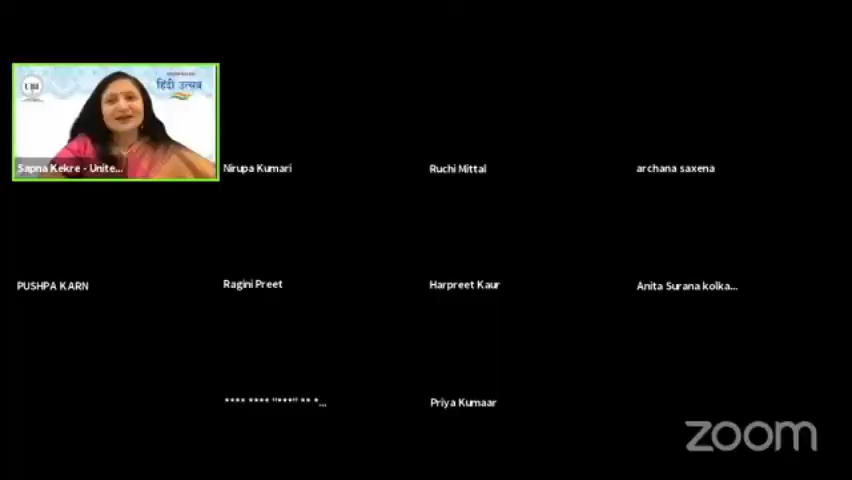 हिंदी उत्सव
Sapna Kekre - Unite...
Nirupa Kumari
Ruchi Mittal
archana saxena
PUSHPA KARN
Ragini Preet
Harpreet Kaur
Anita Surana kolka...
Priya Kumaar
zoom